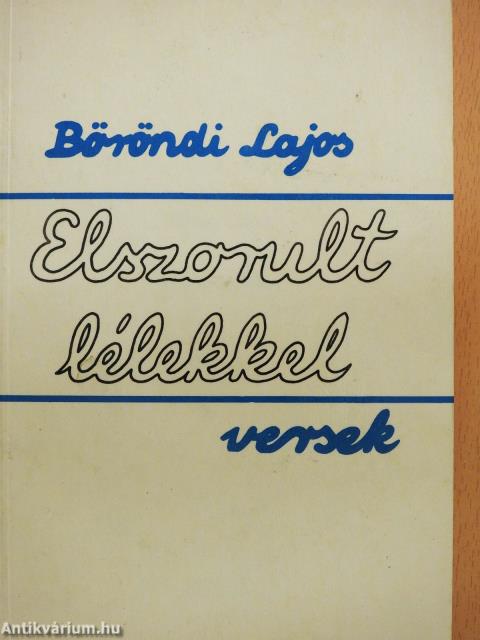 Böröndi Lajos
Elszorult
lélekkel
versek
Antikvárium.hu